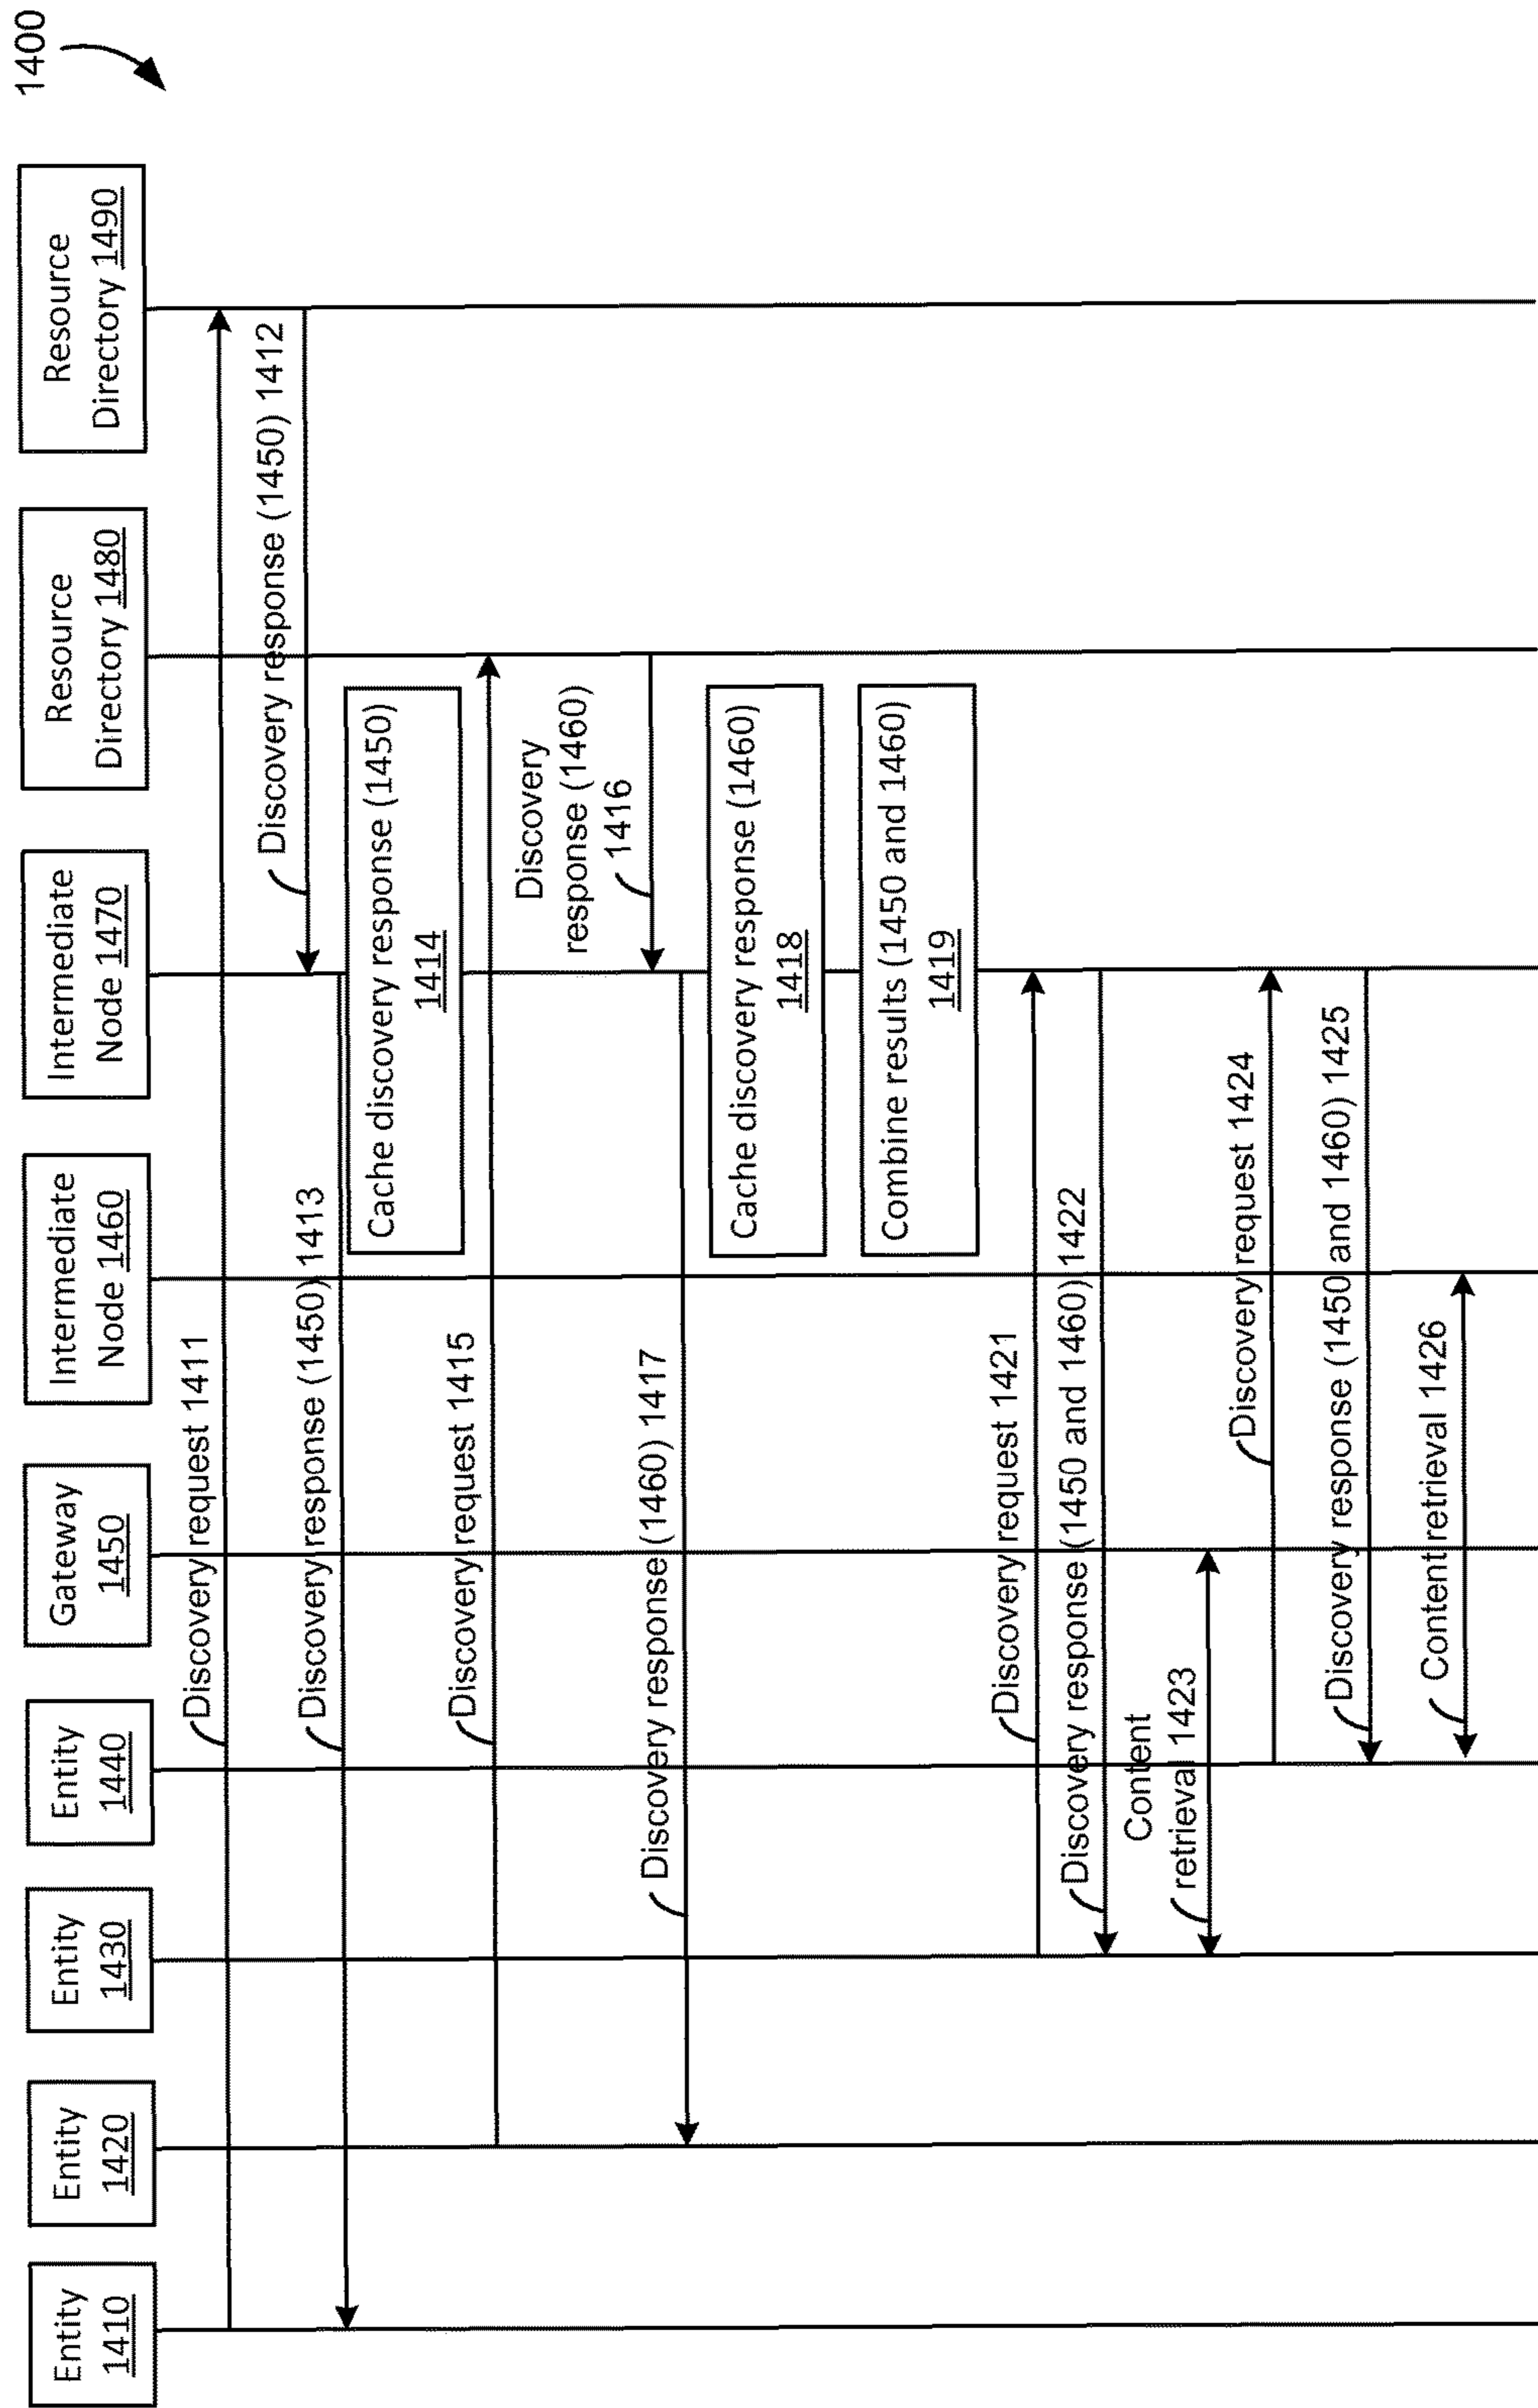 1400
Entity
1410
Entity
1420
Entity
1430
Entity
1440
Gateway
1450
Intermediate
Node 1460
Intermediate
Node 1470
Resource
Directory 1480
Resource
Directory 1490
Discovery request 1411
Discovery response (1450) 1412
Discovery response (1450) 1413
Cache discovery response (1450)
1414
Discovery request 1415
Discovery
response (1460)
1416
Discovery response (1460) 1417
Cache discovery response (1460)
1418
Combine results (1450 and 1460)
1419
Discovery request 1421
Discovery response (1450 and 1460) 1422
Content
retrieval 1423
Discovery request 1424
Discovery response (1450 and 1460) 1425
Content retrieval 1426